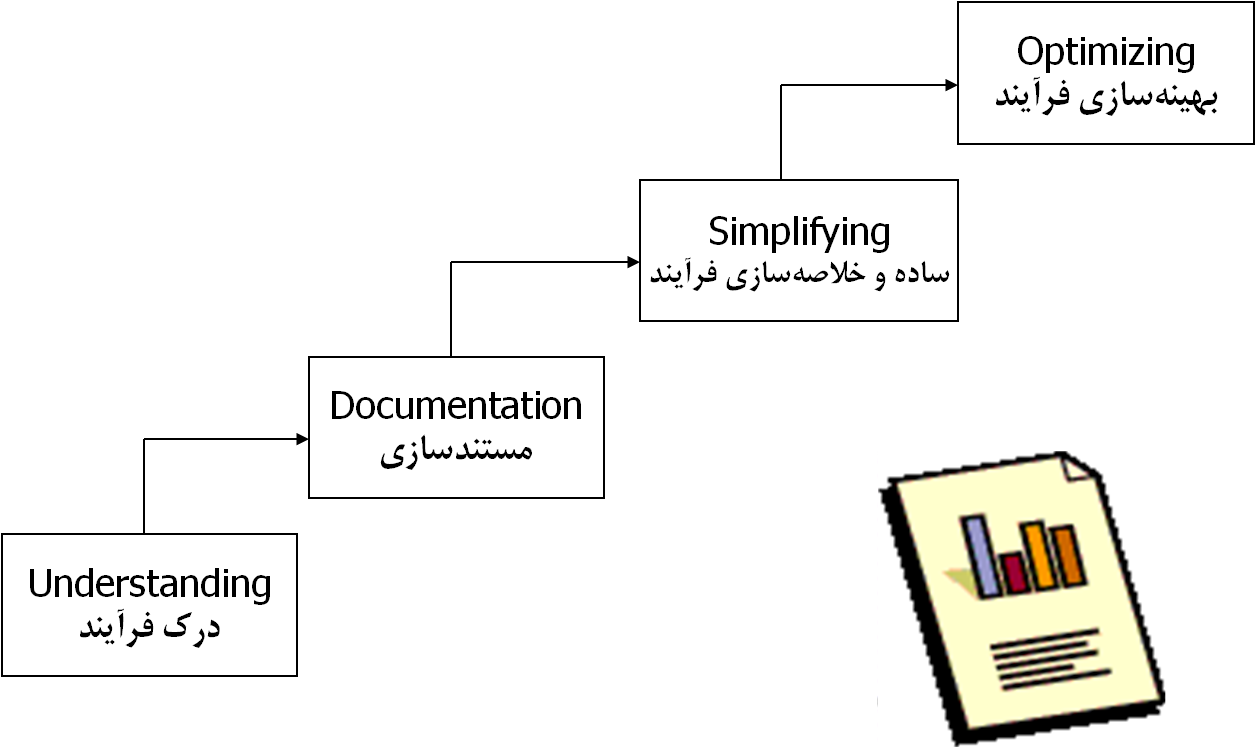 Optimizing
بهینه‌سازی فرآیند
Simplifying
ساده و خلاصه‌سازی فرآیند
Documentation
مستندسازی
Understanding
درک فرآیند